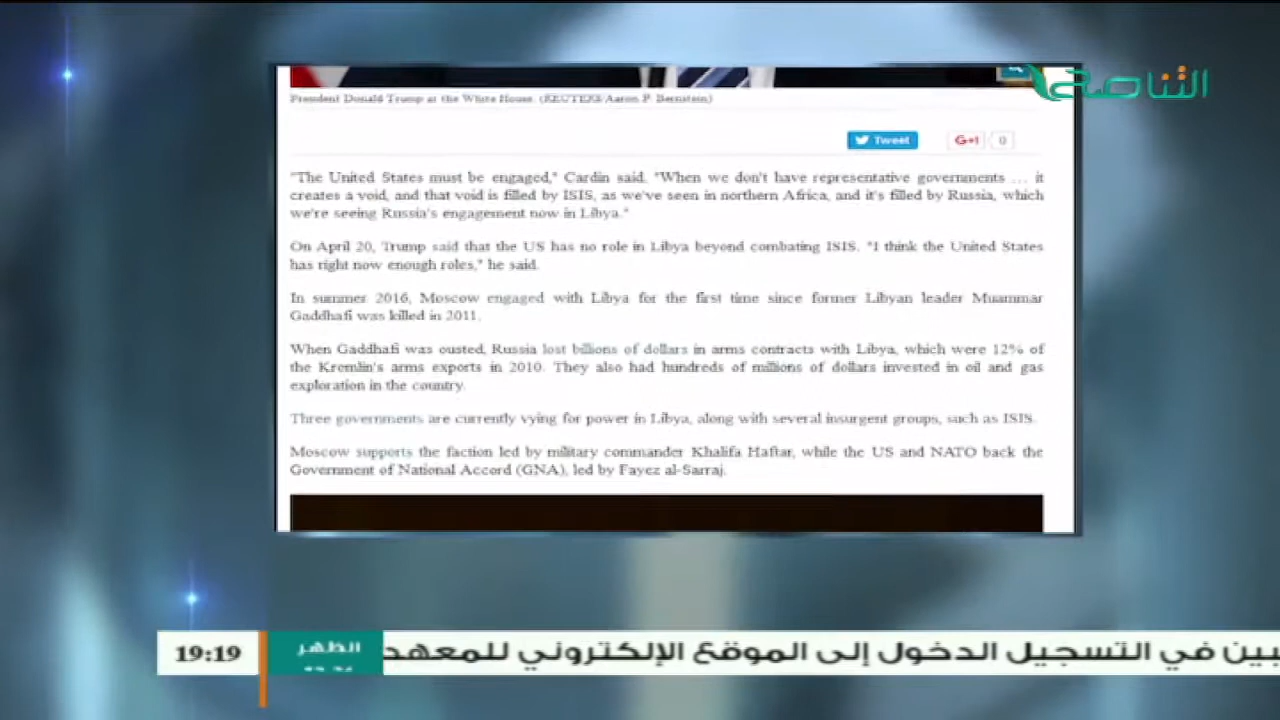 التناصح
President Donald Trump at the White House. (REUTERS/Aaron P. Bernstein)
Tweet
G+1
0
"The United States must be engaged," Cardin said. "When we don't have representative governments … it
creates a void, and that void is filled by ISIS, as we've seen in northern Africa, and it's filled by Russia, which
we're seeing Russia's engagement now in Libya."
On April 20, Trump said that the US has no role in Libya beyond combating ISIS. "I think the United States
has right now enough roles," he said.
In summer 2016, Moscow engaged with Libya for the first time since former Libyan leader Muammar
Gaddhafi was killed in 2011.
When Gaddhafi was ousted, Russia lost billions of dollars in arms contracts with Libya, which were 12% of
the Kremlin's arms exports in 2010. They also had hundreds of millions of dollars invested in oil and gas
exploration in the country.
Three governments are currently vying for power in Libya, along with several insurgent groups, such as ISIS.
Moscow supports the faction led by military commander Khalifa Haftar, while the US and NATO back the
Government of National Accord (GNA), led by Fayez al-Sarraj.
19:19
الظهر
بين في التسجيل الدخول إلى الموقع الإلكتروني للمعهد